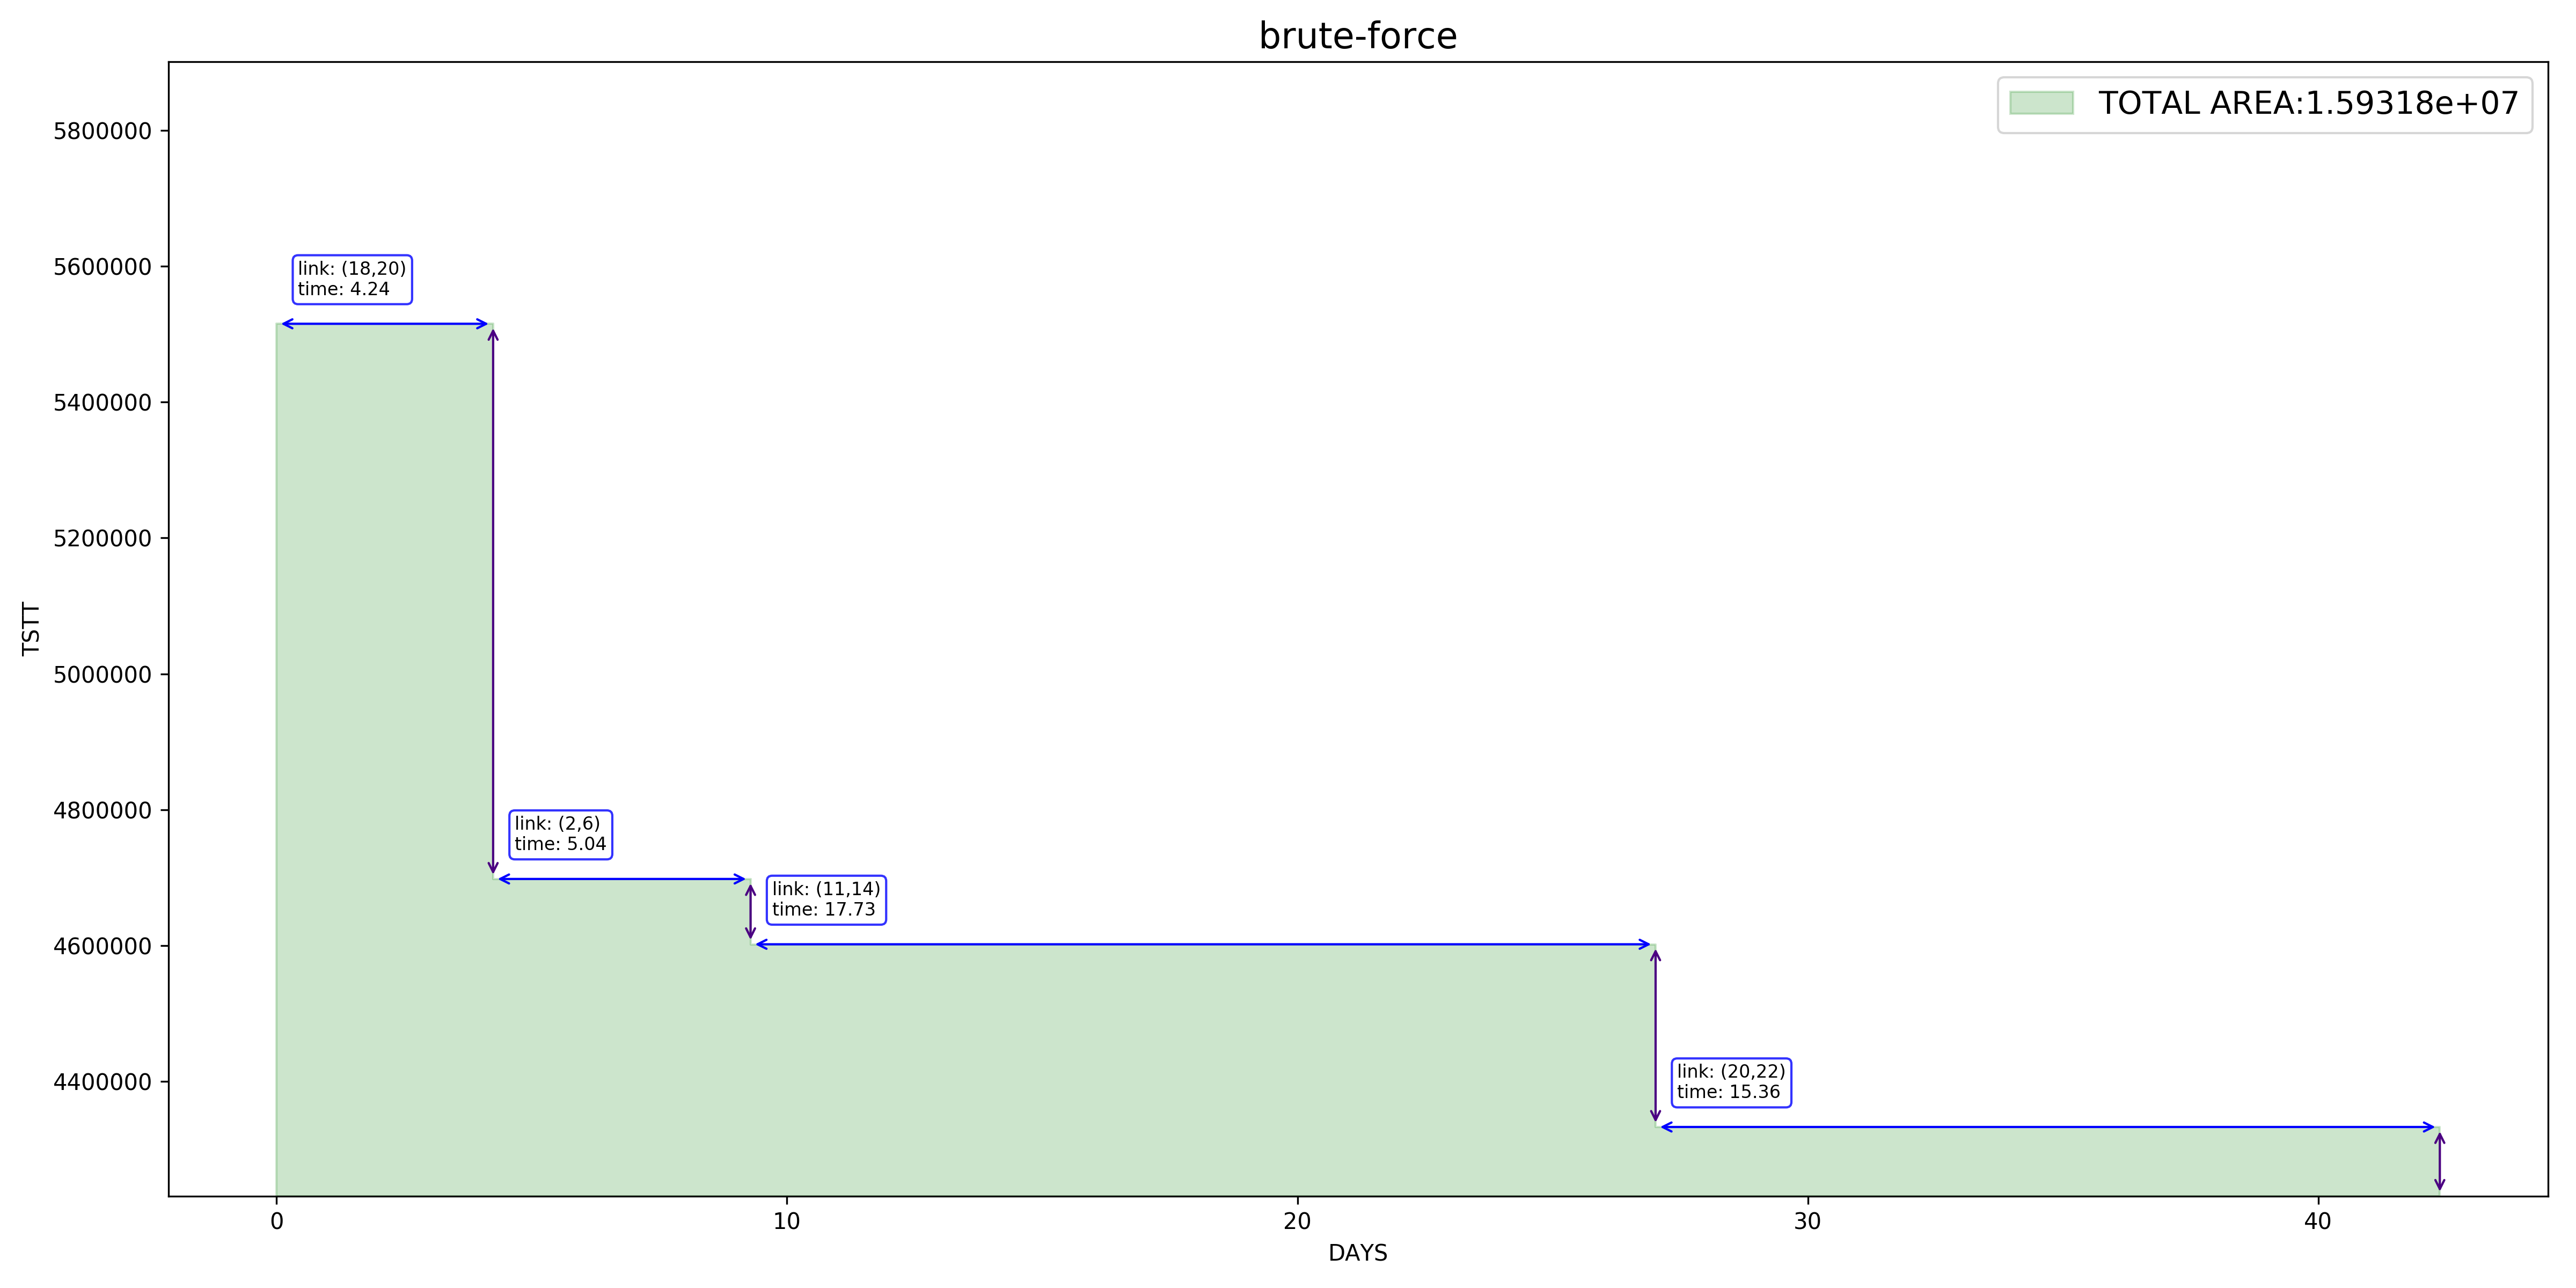 brute-force
TOTAL AREA:1.59318e+07
5800000
5600000
5400000
5200000
5000000
4800000
4600000
4400000
TSTT
link: (18,20)
time: 4.24
link: (2,6)
time: 5.04
link: (11,14)
time: 17.73
link: (20,22)
time: 15.36
0 10 20 30 40
DAYS